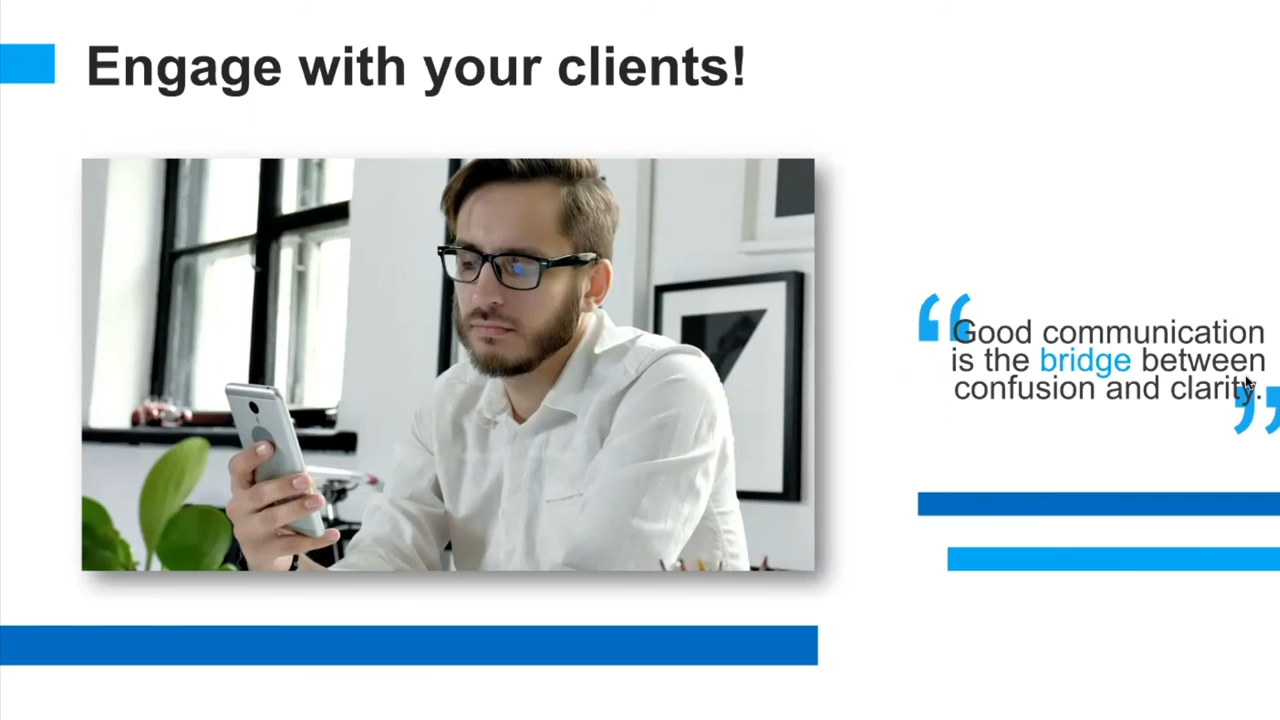 Engage with your clients!
“Good communication
is the bridge between
confusion and clarity.”